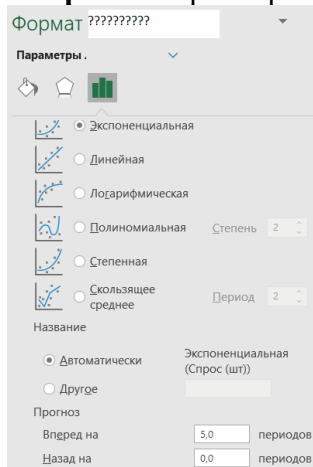 Формат ??????????
Параметры .
Экспоненциальная
Линейная
Логарифмическая
Полиномиальная Степень 2
Степенная
Скользящее
среднее Период 2
Название
Автоматически Экспоненциальная
(Спрос (шт))
Другое
Прогноз
Вперед на 5,0 периодов
Назад на 0,0 периодов